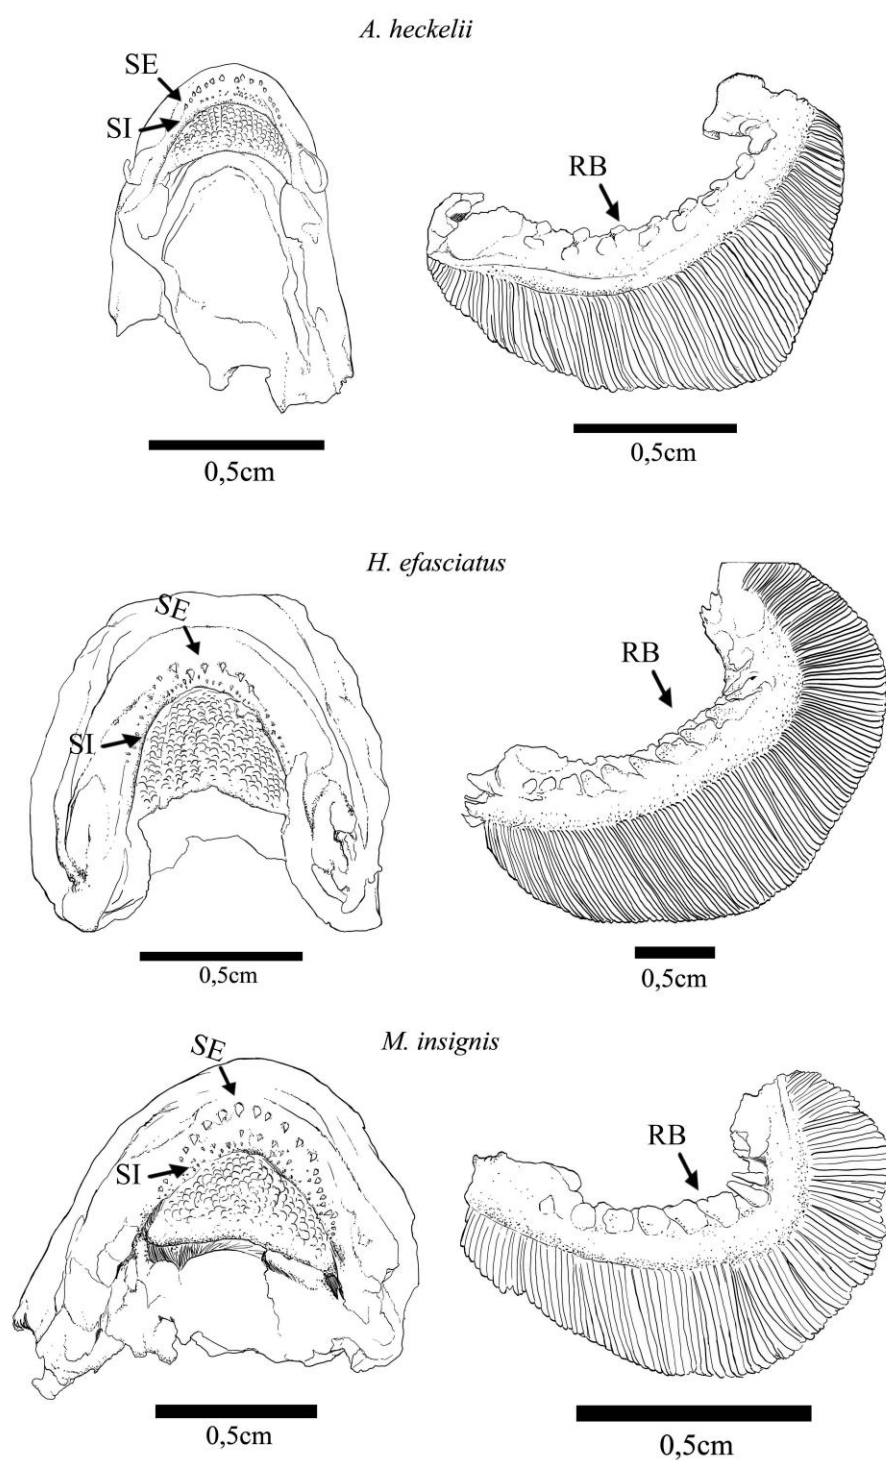 A. heckelii
SE
SI
RB
0,5cm
0,5cm
H. efasciatus
SE
SI
RB
0,5cm
0,5cm
M. insignis
SE
SI
RB
0,5cm
0,5cm